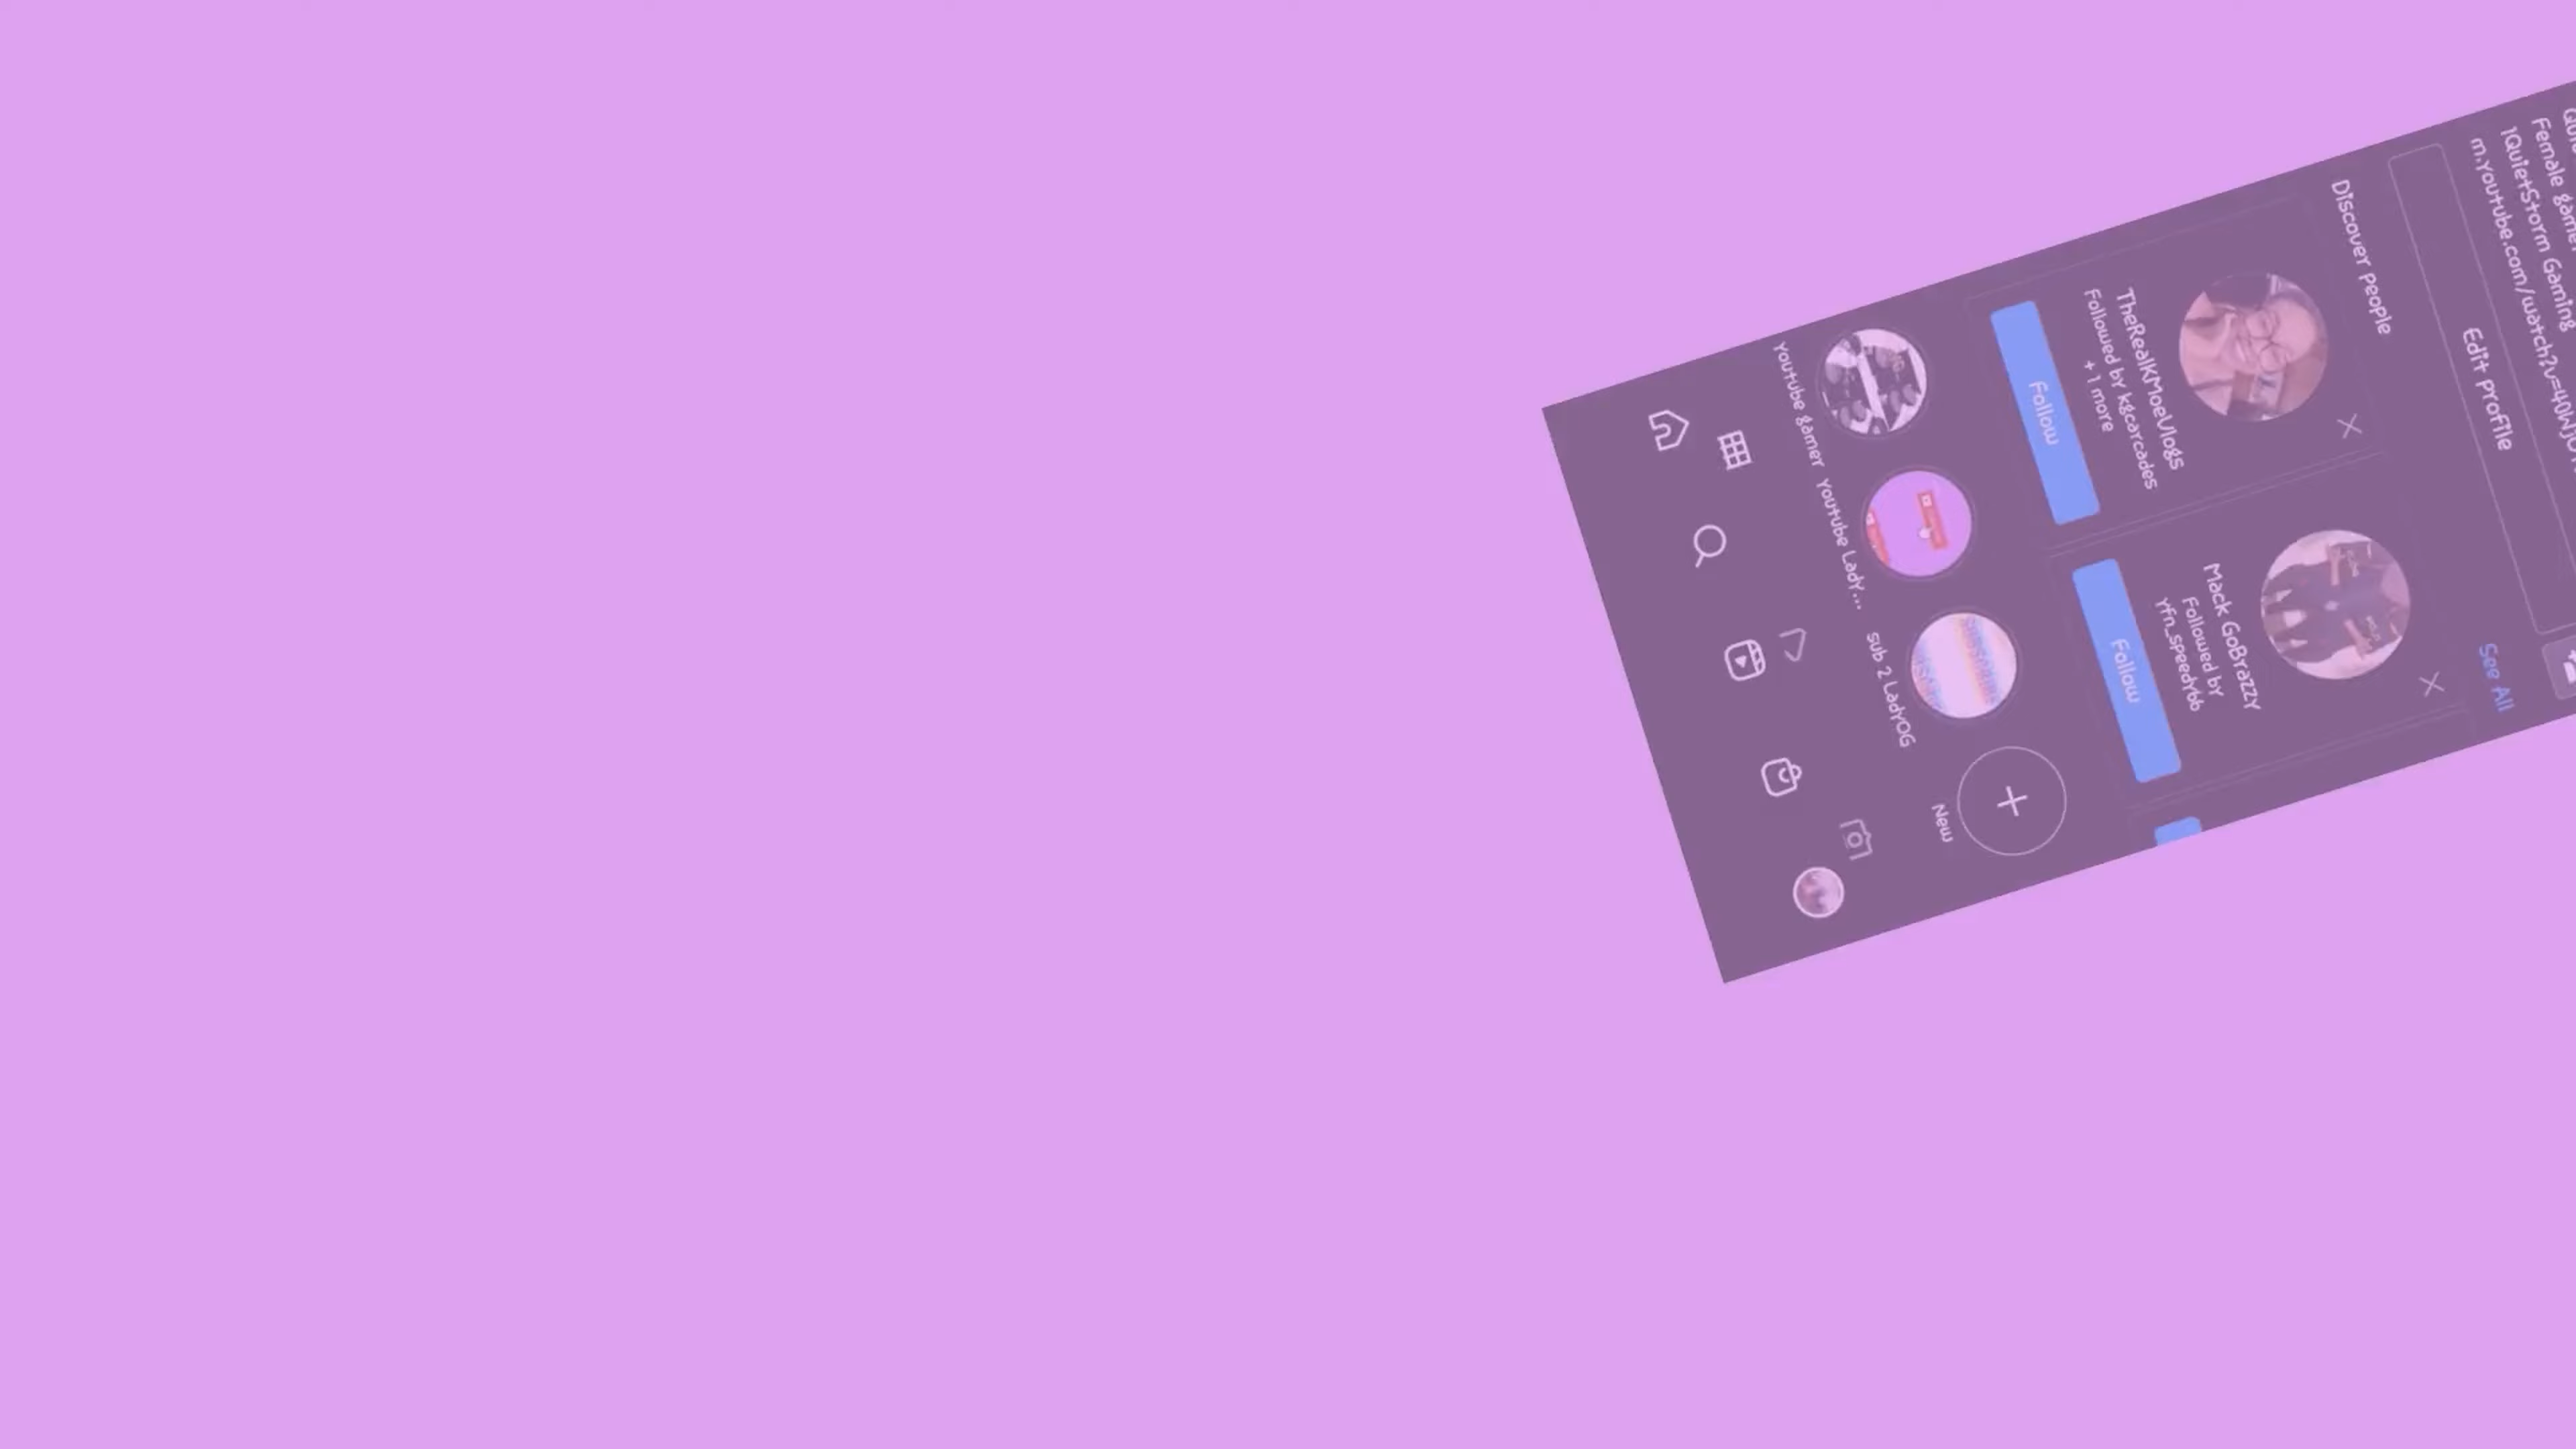 Female gamer
1QuietStorm Gaming
m.youtube.com/watch?v=40WjU
Edit profile
Discover people
See All
TheRealKMoeVlogs
Followed by kgcarcades
+ 1 more
Follow
Mack GoBrazzy
Followed by
yfn_speedybb
Follow
Youtube gamer
Youtube Lady...
sub 2 LadyOG
New